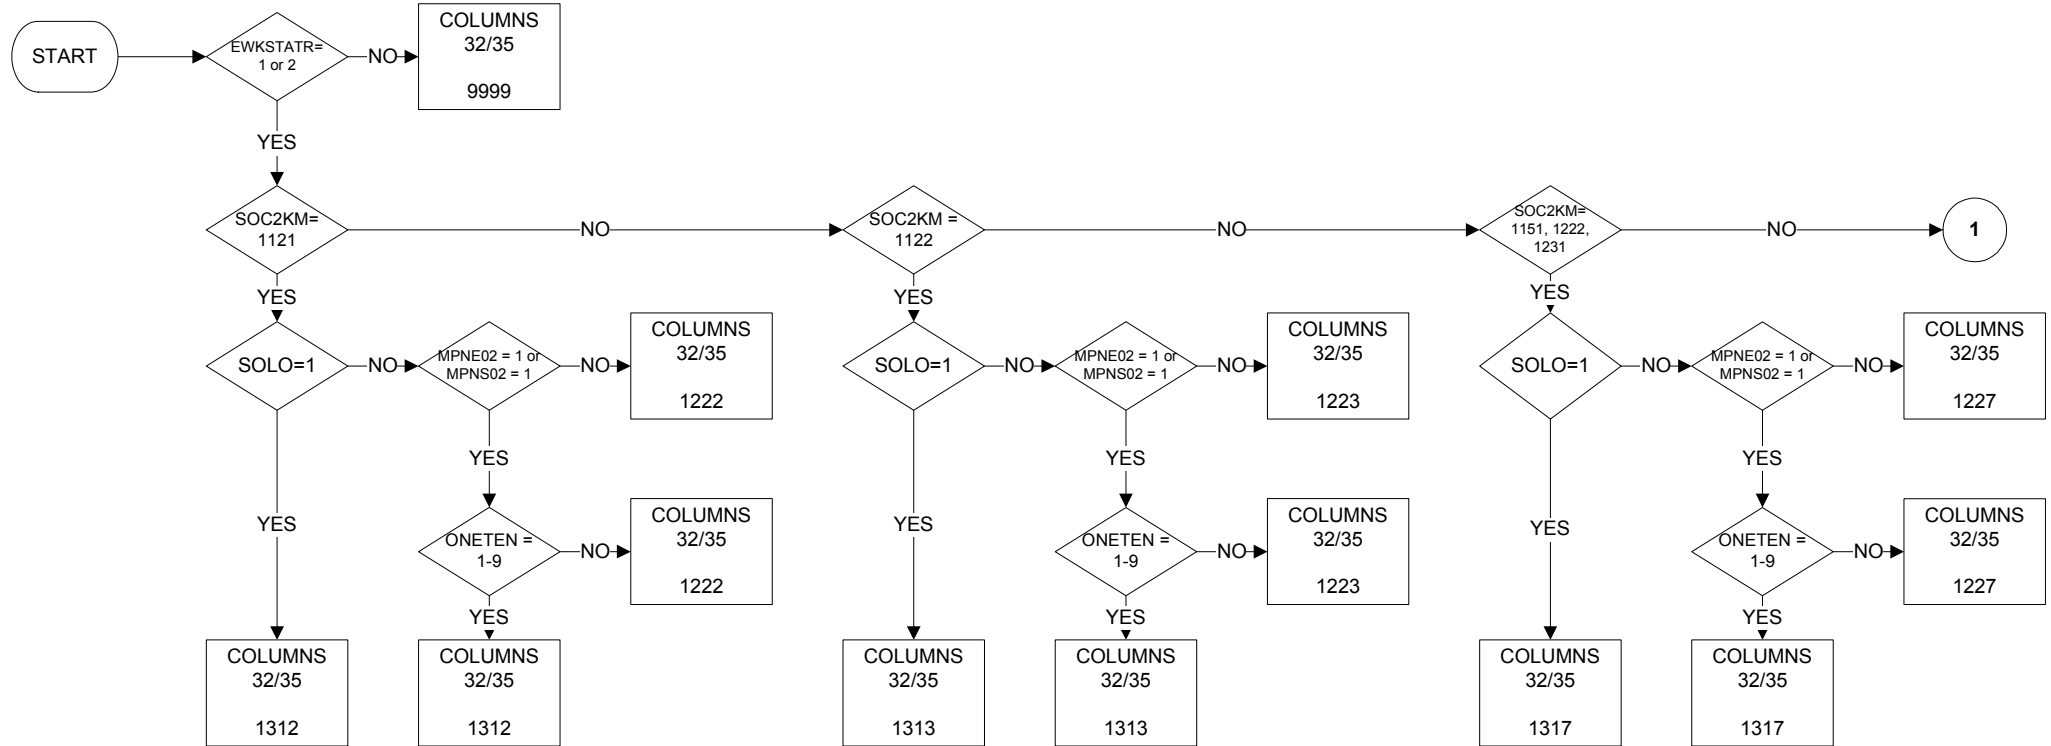 START
EWKSTATR=
1 or 2
NO
COLUMNS
32/35
9999
YES
SOC2KM=
1121
NO
SOC2KM =
1122
NO
SOC2KM=
1151, 1222,
1231
NO
1
YES
YES
YES
SOLO=1
NO
MPNE02 = 1 or
MPNS02 = 1
NO
COLUMNS
32/35
1222
SOLO=1
NO
MPNE02 = 1 or
MPNS02 = 1
NO
COLUMNS
32/35
1223
SOLO=1
NO
MPNE02 = 1 or
MPNS02 = 1
NO
COLUMNS
32/35
1227
YES
YES
YES
YES
ONETEN =
1-9
NO
COLUMNS
32/35
1222
YES
ONETEN =
1-9
NO
COLUMNS
32/35
1223
YES
ONETEN =
1-9
NO
COLUMNS
32/35
1227
YES
YES
YES
COLUMNS
32/35
1312
COLUMNS
32/35
1312
COLUMNS
32/35
1313
COLUMNS
32/35
1313
COLUMNS
32/35
1317
COLUMNS
32/35
1317